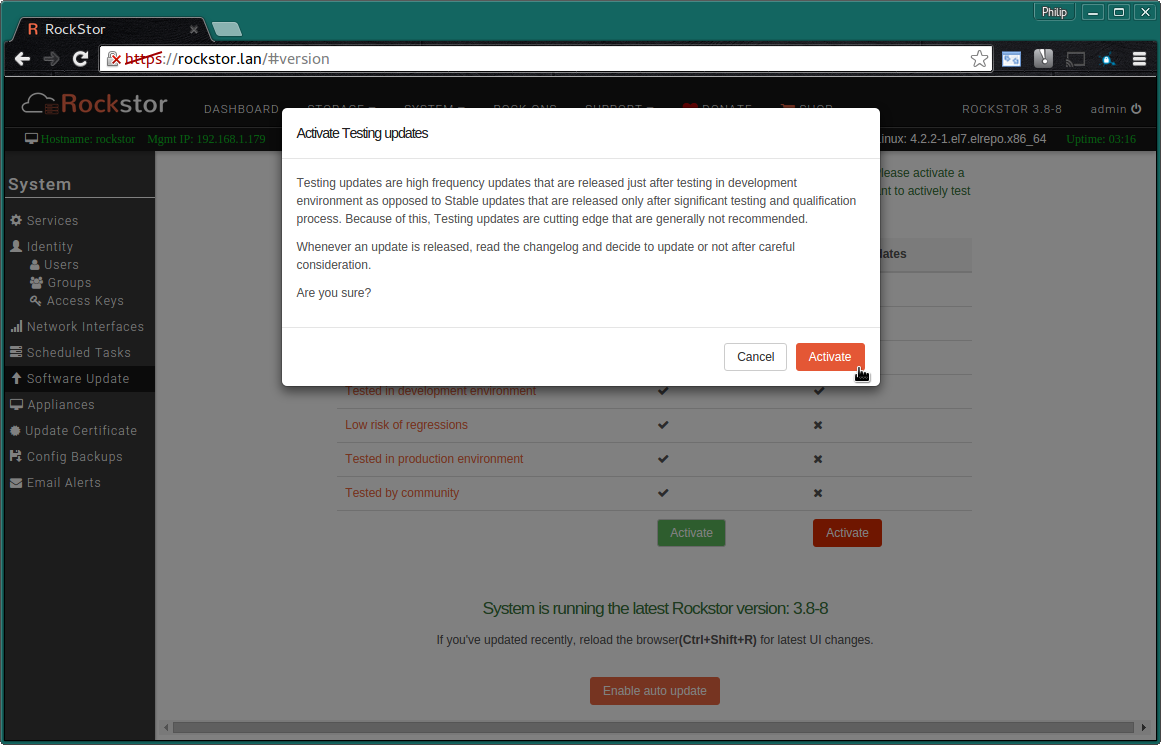 Philip
R RockStor
https://rockstor.lan/#version
Rockstor
DASHBOARD STORAGE SYSTEM ROCK-ONS SUPPORT DONATE SHOP ROCKSTOR 3.8-8 admin
Hostname: rockstor Mgmt IP: 192.168.1.179
inux: 4.2.2-1.el7.elrepo.x86_64 Uptime: 03:16
System
Services
Identity
Users
Groups
Access Keys
Network Interfaces
Scheduled Tasks
Software Update
Appliances
Update Certificate
Config Backups
Email Alerts
lease activate a
nt to actively test
lates
Activate Testing updates
Testing updates are high frequency updates that are released just after testing in development
environment as opposed to Stable updates that are released only after significant testing and qualification
process. Because of this, Testing updates are cutting edge that are generally not recommended.
Whenever an update is released, read the changelog and decide to update or not after careful
consideration.
Are you sure?
Cancel Activate
Tested in development environment
Low risk of regressions
Tested in production environment
Tested by community
Activate Activate
System is running the latest Rockstor version: 3.8-8
If you've updated recently, reload the browser(Ctrl+Shift+R) for latest UI changes.
Enable auto update